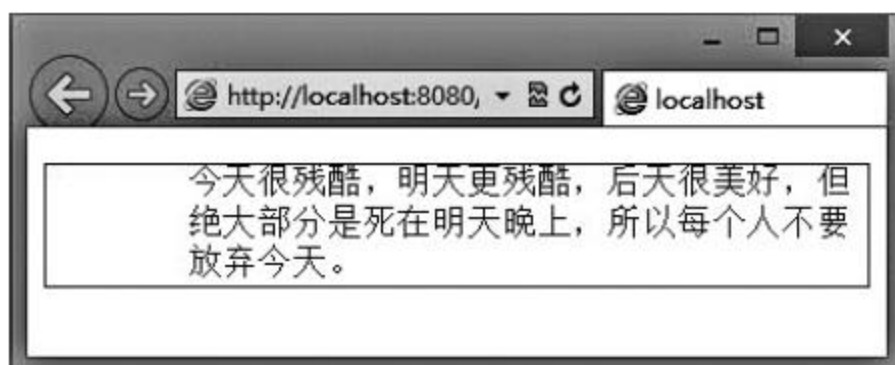 http://localhost:8080/
localhost
今天很残酷，明天更残酷，后天很美好，但
绝大部分是死在明天晚上，所以每个人不要
放弃今天。